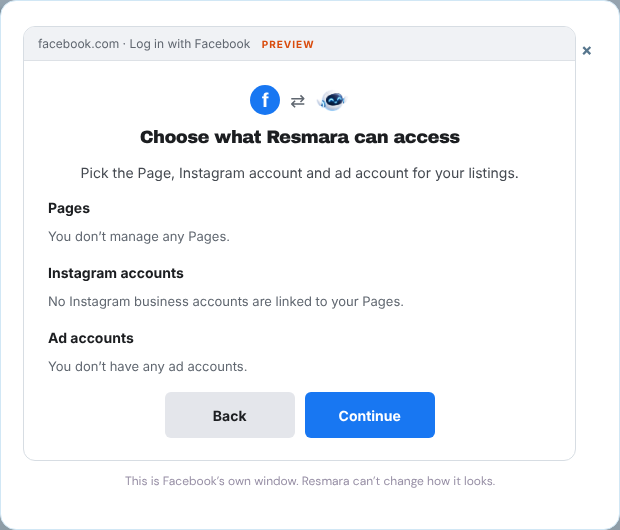 facebook.com · Log in with Facebook PREVIEW
×
f
Choose what Resmara can access
Pick the Page, Instagram account and ad account for your listings.
Pages
You don’t manage any Pages.
Instagram accounts
No Instagram business accounts are linked to your Pages.
Ad accounts
You don’t have any ad accounts.
Back Continue
This is Facebook’s own window. Resmara can’t change how it looks.